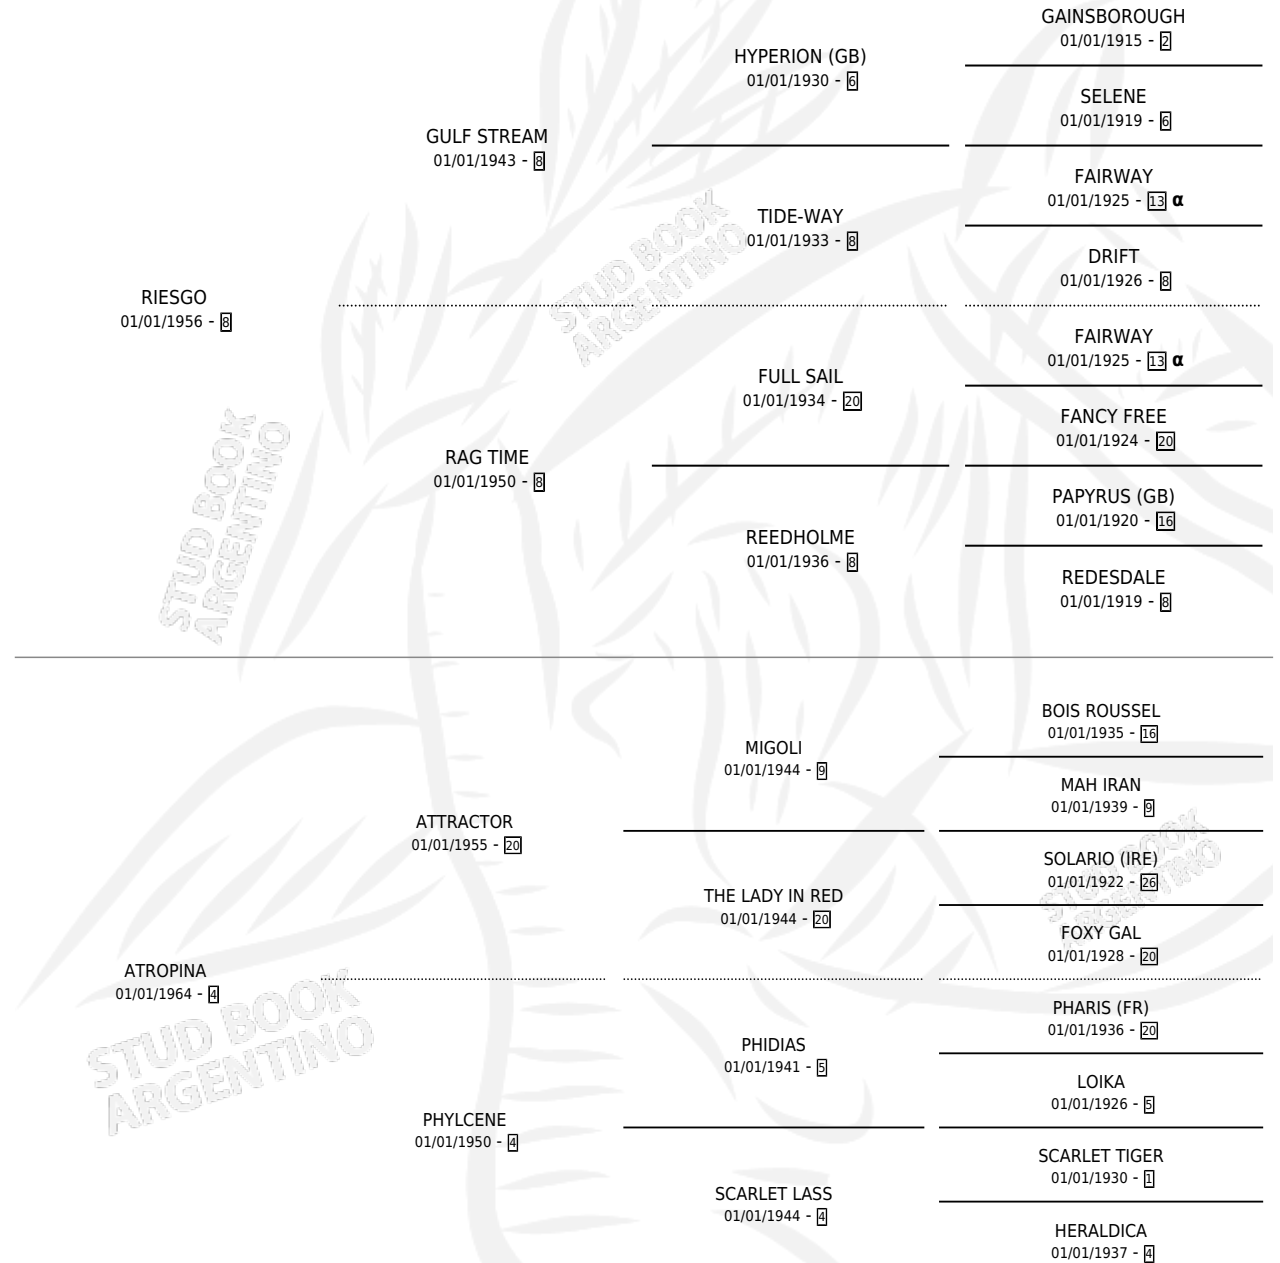 GAINSBOROUGH
01/01/1915 - 2
HYPERION (GB)
01/01/1930 - 6
SELENE
01/01/1919 - 6
GULF STREAM
01/01/1943 - 8
FAIRWAY
01/01/1925 - 13 α
TIDE-WAY
01/01/1933 - 8
DRIFT
01/01/1926 - 8
RIESGO
01/01/1956 - 8
FAIRWAY
01/01/1925 - 13 α
FULL SAIL
01/01/1934 - 20
FANCY FREE
01/01/1924 - 20
RAG TIME
01/01/1950 - 8
PAPYRUS (GB)
01/01/1920 - 16
REEDHOLME
01/01/1936 - 8
REDESDALE
01/01/1919 - 8
STUD BOOK
ARGENTINO
STUD BOOK
ARGENTINO
BOIS ROUSSEL
01/01/1935 - 16
MIGOLI
01/01/1944 - 9
MAH IRAN
01/01/1939 - 9
ATTRACTOR
01/01/1955 - 20
SOLARIO (IRE)
01/01/1922 - 26
THE LADY IN RED
01/01/1944 - 20
FOXY GAL
01/01/1928 - 20
ATROPINA
01/01/1964 - 4
PHARIS (FR)
01/01/1936 - 20
PHIDIAS
01/01/1941 - 5
LOIKA
01/01/1926 - 5
PHYLCENE
01/01/1950 - 4
SCARLET TIGER
01/01/1930 - 1
SCARLET LASS
01/01/1944 - 4
HERALDICA
01/01/1937 - 4
STUD BOOK
ARGENTINO
STUD BOOK
ARGENTINO